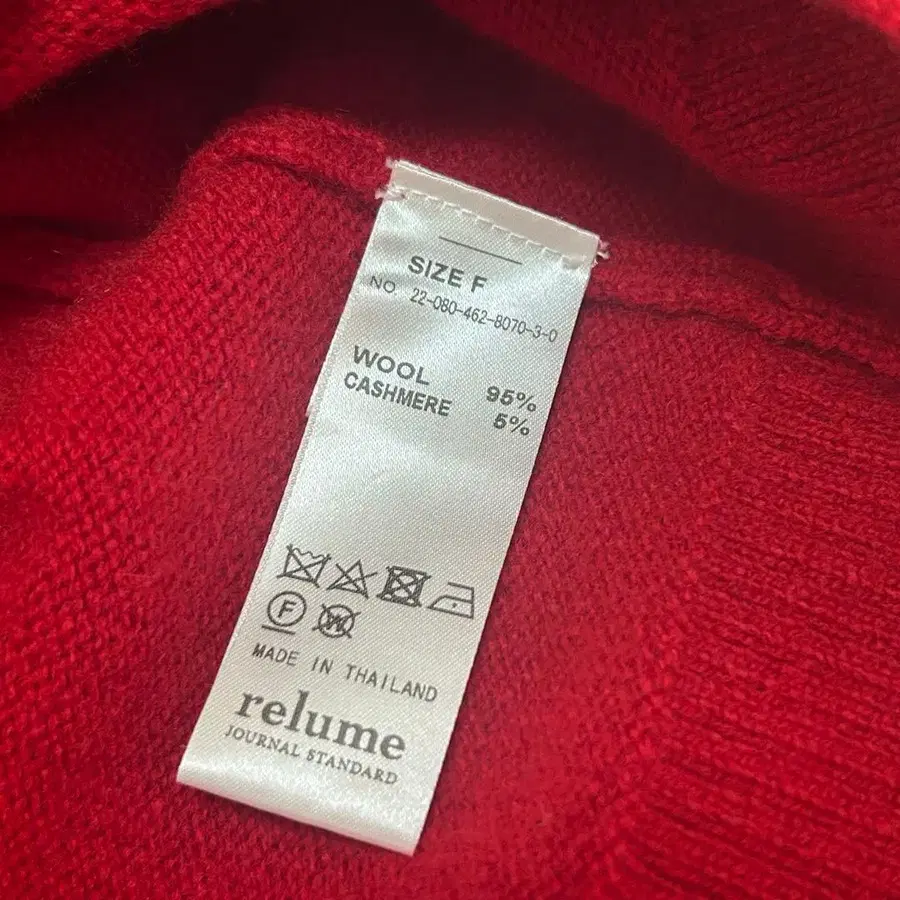 SIZE F
NO 22-080-462-8070-3-0
WOOL 95%
CASHMERE 5%
F W
MADE IN THAILAND
relume
JOURNAL STANDARD